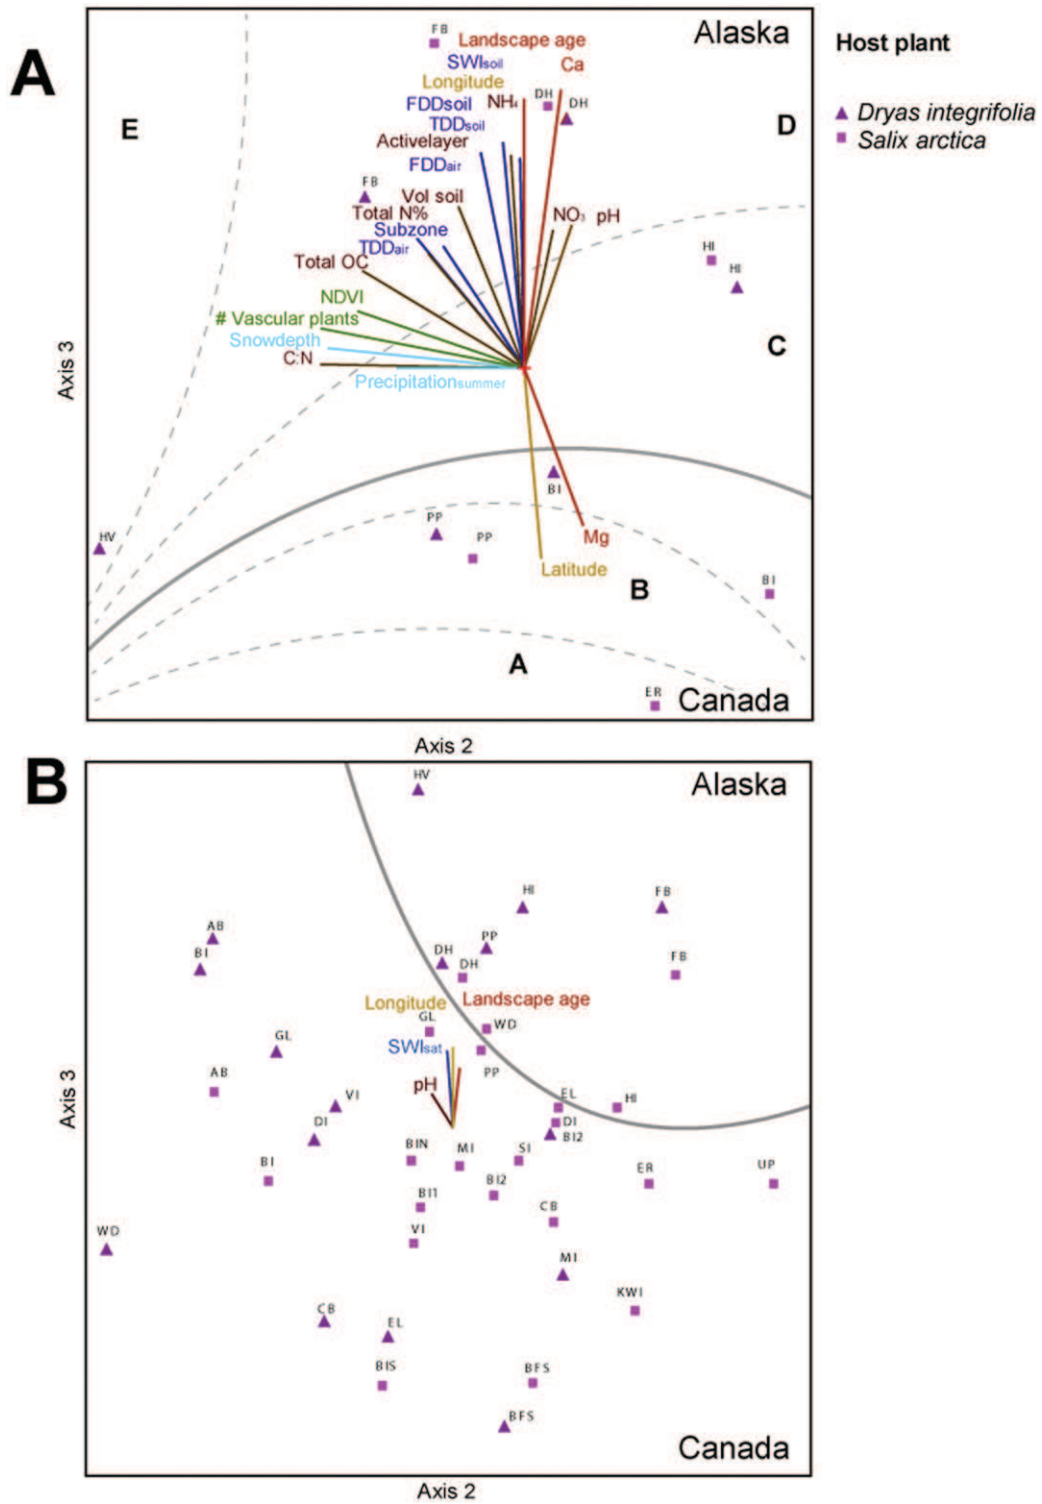 A
Alaska
Host plant
Dryas integrifolia
Salix arctica
FB
Landscape age
SWIsoil
Ca
Longitude
FDDsoil
NH₄
DH
DH
TDDsoil
E
D
Activelayer
FDDair
FB
Vol soil
Total N%
NO₃ pH
Subzone
TDDair
Total OC
HI
HI
NDVI
# Vascular plants
Snowdepth
C:N
C
Precipitationsummer
Axis 3
BI
PP
PP
HV
Mg
Latitude
B
BI
A
ER
Canada
Axis 2
B
HV
Alaska
HI
FB
AB
PP
BI
DH
DH
FB
Longitude
Landscape age
GL
WD
GL
SWIsat
PP
AB
pH
VI
EL
HI
DI
DI
BI2
Axis 3
BIN
MI
SI
BI
ER
UP
BI1
BI2
CB
VI
WD
MI
KWI
CB
EL
BIS
BFS
BFS
Canada
Axis 2